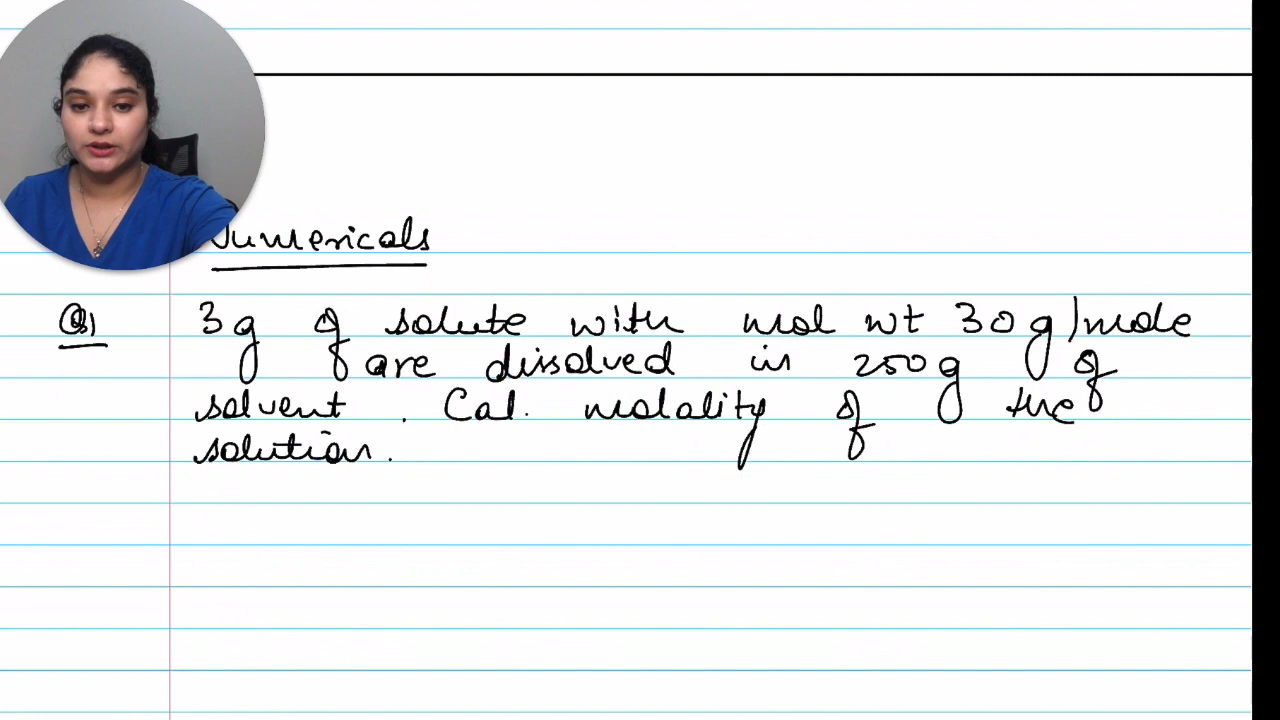 Numericals
Q1
3g of solute with mol wt 30g/mole
are dissolved in 250g of
solvent. Cal. molality of the
solution.